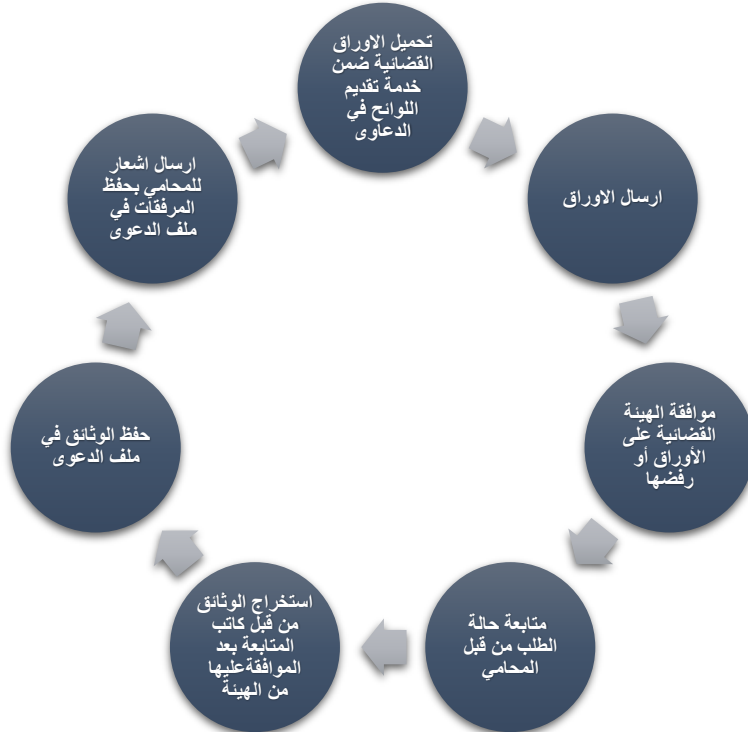 تحميل الاوراق
القضائية ضمن
خدمة تقديم
اللوائح في
الدعاوى
ارسال الاوراق
موافقة الهيئة
القضائية على
الأوراق أو
رفضها
متابعة حالة
الطلب من قبل
المحامي
استخراج الوثائق
من قبل كاتب
المتابعة بعد
الموافقةعليها
من الهيئة
حفظ الوثائق في
ملف الدعوى
ارسال اشعار
للمحامي بحفظ
المرفقات في
ملف الدعوى